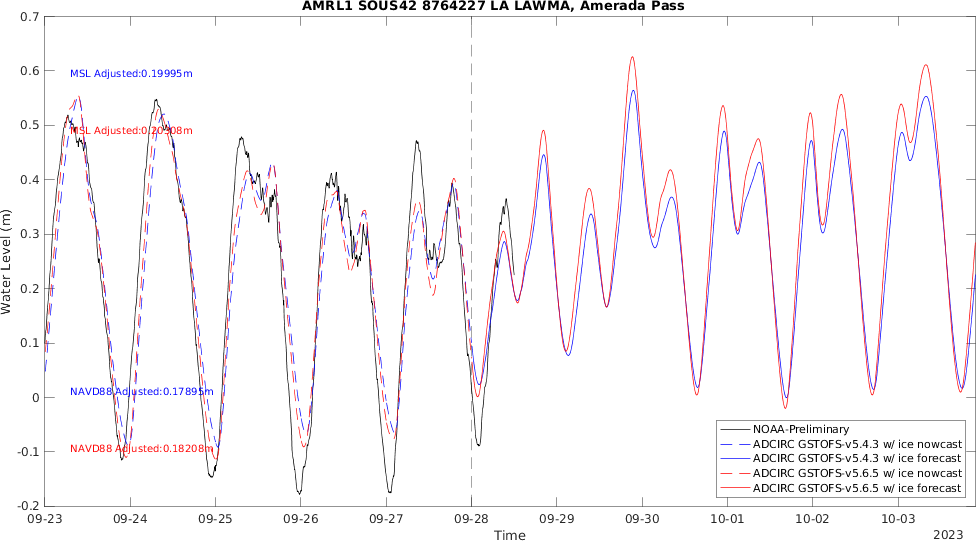 AMRL1 SOUS42 8764227 LA LAWMA, Amerada Pass
0.7
0.6
0.5
0.4
0.3
0.2
0.1
0
-0.1
-0.2
Water Level (m)
MSL Adjusted:0.19995m
MSL Adjusted:0.20308m
NAVD88 Adjusted:0.17895m
NAVD88 Adjusted:0.18208m
NOAA-Preliminary
ADCIRC GSTOFS-v5.4.3 w/ ice nowcast
ADCIRC GSTOFS-v5.4.3 w/ ice forecast
ADCIRC GSTOFS-v5.6.5 w/ ice nowcast
ADCIRC GSTOFS-v5.6.5 w/ ice forecast
09-23 09-24 09-25 09-26 09-27 09-28 09-29 09-30 10-01 10-02 10-03
Time
2023